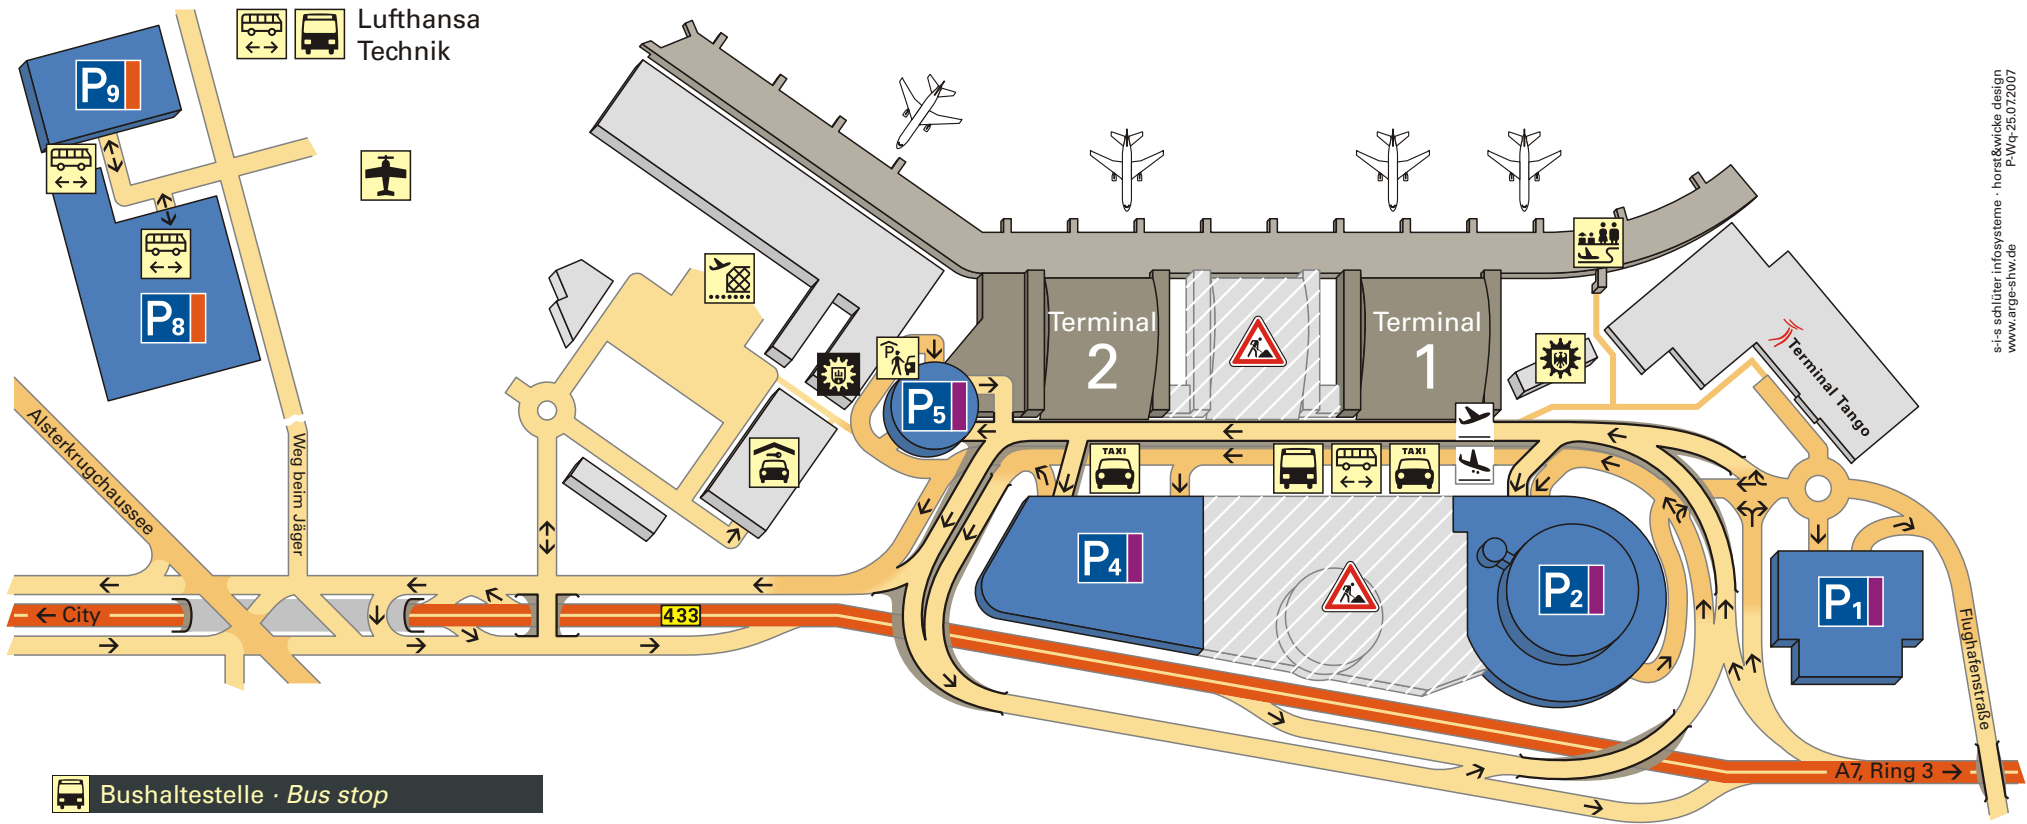 Lufthansa
Technik
P9
P8
P5
Terminal
2
Terminal
1
Terminal Tango
s-i-s schlüter infosysteme · horst&wicke design
P-Wq-25.07.2007
www.arge-shw.de
P
TAXI
TAXI
P4
P2
P1
Alsterkrugchaussee
Weg beim Jäger
Flughafenstraße
← City
433
A7, Ring 3 →
Bushaltestelle · Bus stop